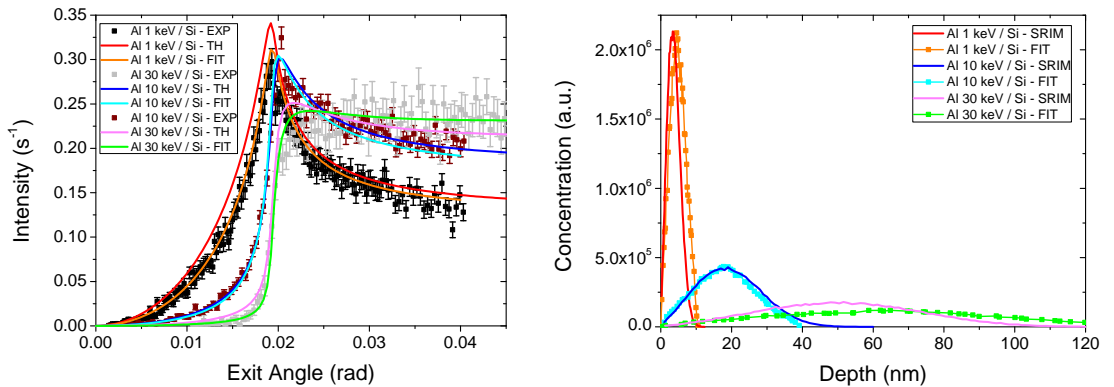 Al 1 keV / Si - EXP
Al 1 keV / Si - TH
Al 1 keV / Si - FIT
Al 30 keV / Si - EXP
Al 10 keV / Si - TH
Al 10 keV / Si - FIT
Al 10 keV / Si - EXP
Al 30 keV / Si - TH
Al 30 keV / Si - FIT
0.35
0.30
0.25
0.20
0.15
0.10
0.05
0.00
Intensity (s⁻¹)
0.00
0.01
0.02
0.03
0.04
Exit Angle (rad)
Al 1 keV / Si - SRIM
Al 1 keV / Si - FIT
Al 10 keV / Si - SRIM
Al 10 keV / Si - FIT
Al 30 keV / Si - SRIM
Al 30 keV / Si - FIT
2.0x10⁶
1.5x10⁶
1.0x10⁶
5.0x10⁵
0.0
Concentration (a.u.)
0
20
40
60
80
100
120
Depth (nm)